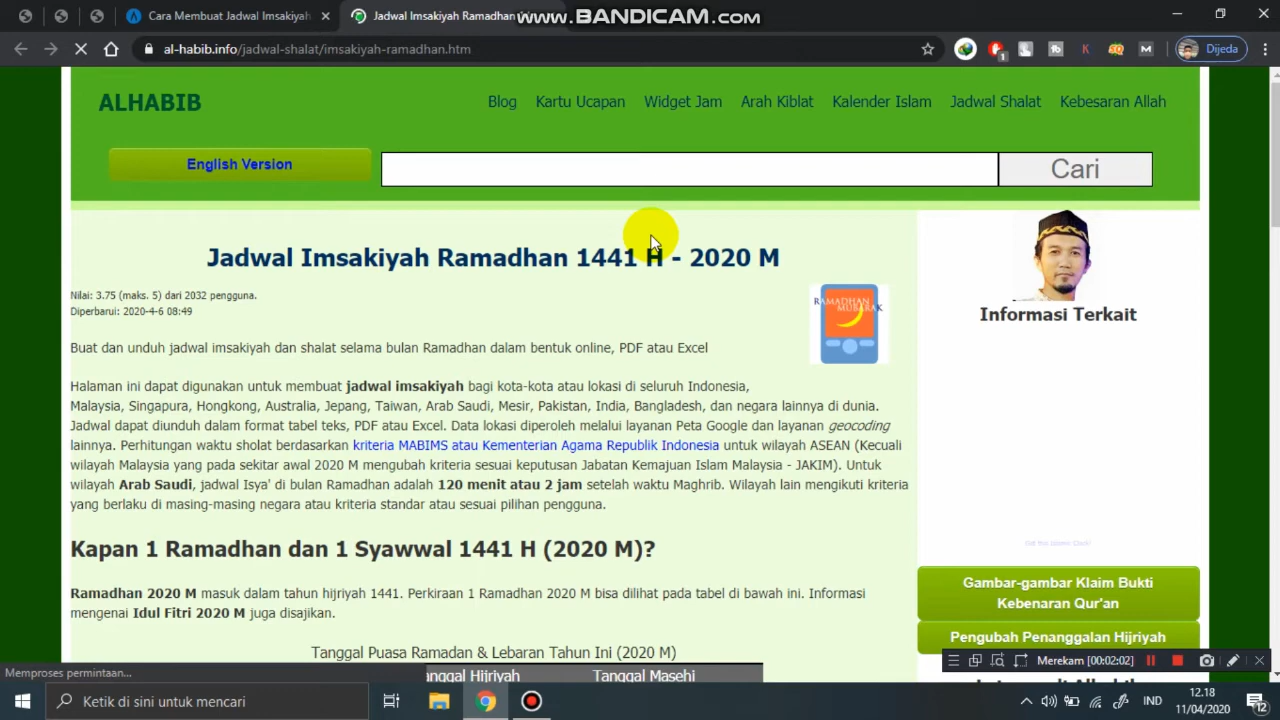 Cara Membuat Jadwal Imsakiyah
Jadwal Imsakiyah Ramadhan
www.BANDICAM.com
al-habib.info/jadwal-shalat/imsakiyah-ramadhan.htm
1
K
M
Dijeda
ALHABIB
Blog
Kartu Ucapan
Widget Jam
Arah Kiblat
Kalender Islam
Jadwal Shalat
Kebesaran Allah
English Version
Cari
Jadwal Imsakiyah Ramadhan 1441 H - 2020 M
Nilai: 3.75 (maks. 5) dari 2032 pengguna.
Diperbarui: 2020-4-6 08:49
RAMADHAN
MUBARAK
Buat dan unduh jadwal imsakiyah dan shalat selama bulan Ramadhan dalam bentuk online, PDF atau Excel
Halaman ini dapat digunakan untuk membuat jadwal imsakiyah bagi kota-kota atau lokasi di seluruh Indonesia,
Malaysia, Singapura, Hongkong, Australia, Jepang, Taiwan, Arab Saudi, Mesir, Pakistan, India, Bangladesh, dan negara lainnya di dunia.
Jadwal dapat diunduh dalam format tabel teks, PDF atau Excel. Data lokasi diperoleh melalui layanan Peta Google dan layanan geocoding
lainnya. Perhitungan waktu sholat berdasarkan kriteria MABIMS atau Kementerian Agama Republik Indonesia untuk wilayah ASEAN (Kecuali
wilayah Malaysia yang pada sekitar awal 2020 M mengubah kriteria sesuai keputusan Jabatan Kemajuan Islam Malaysia - JAKIM). Untuk
wilayah Arab Saudi, jadwal Isya' di bulan Ramadhan adalah 120 menit atau 2 jam setelah waktu Maghrib. Wilayah lain mengikuti kriteria
yang berlaku di masing-masing negara atau kriteria standar atau sesuai pilihan pengguna.
Kapan 1 Ramadhan dan 1 Syawwal 1441 H (2020 M)?
Ramadhan 2020 M masuk dalam tahun hijriyah 1441. Perkiraan 1 Ramadhan 2020 M bisa dilihat pada tabel di bawah ini. Informasi
mengenai Idul Fitri 2020 M juga disajikan.
Tanggal Puasa Ramadan & Lebaran Tahun Ini (2020 M)
Tanggal Masehi
Informasi Terkait
Gambar-gambar Klaim Bukti
Kebenaran Qur'an
Pengubah Penanggalan Hijriyah
Merekam [00:02:02]
Memproses permintaan...
Ketik di sini untuk mencari
IND
12.18
11/04/2020
12